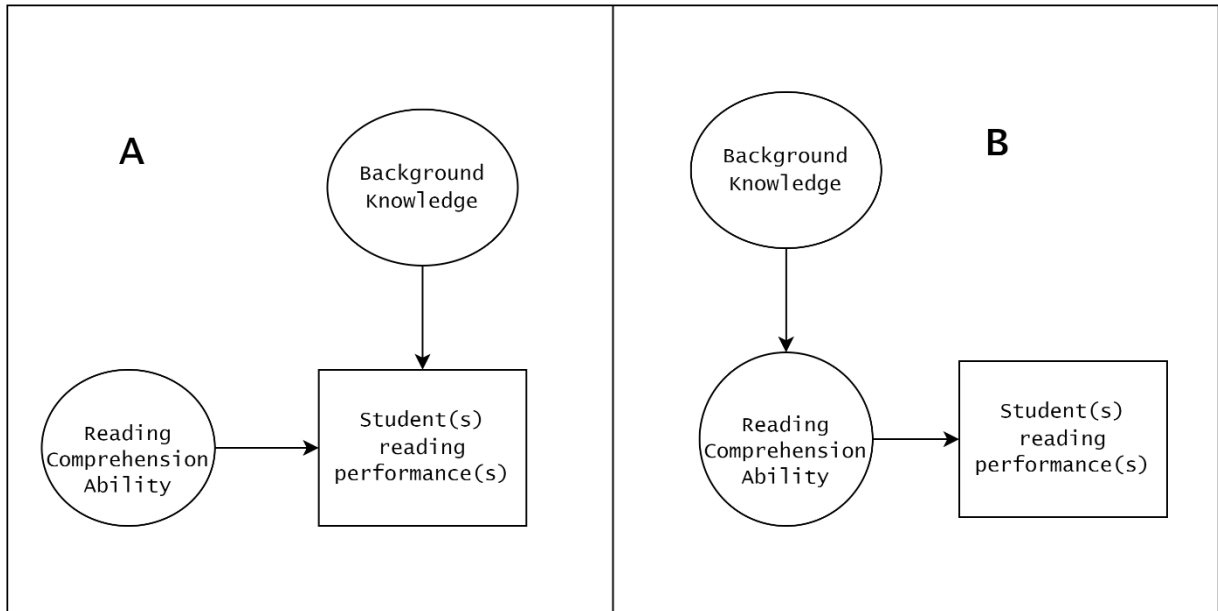 A
Background
Knowledge
Reading
Comprehension
Ability
Student(s)
reading
performance(s)
B
Background
Knowledge
Reading
Comprehension
Ability
Student(s)
reading
performance(s)